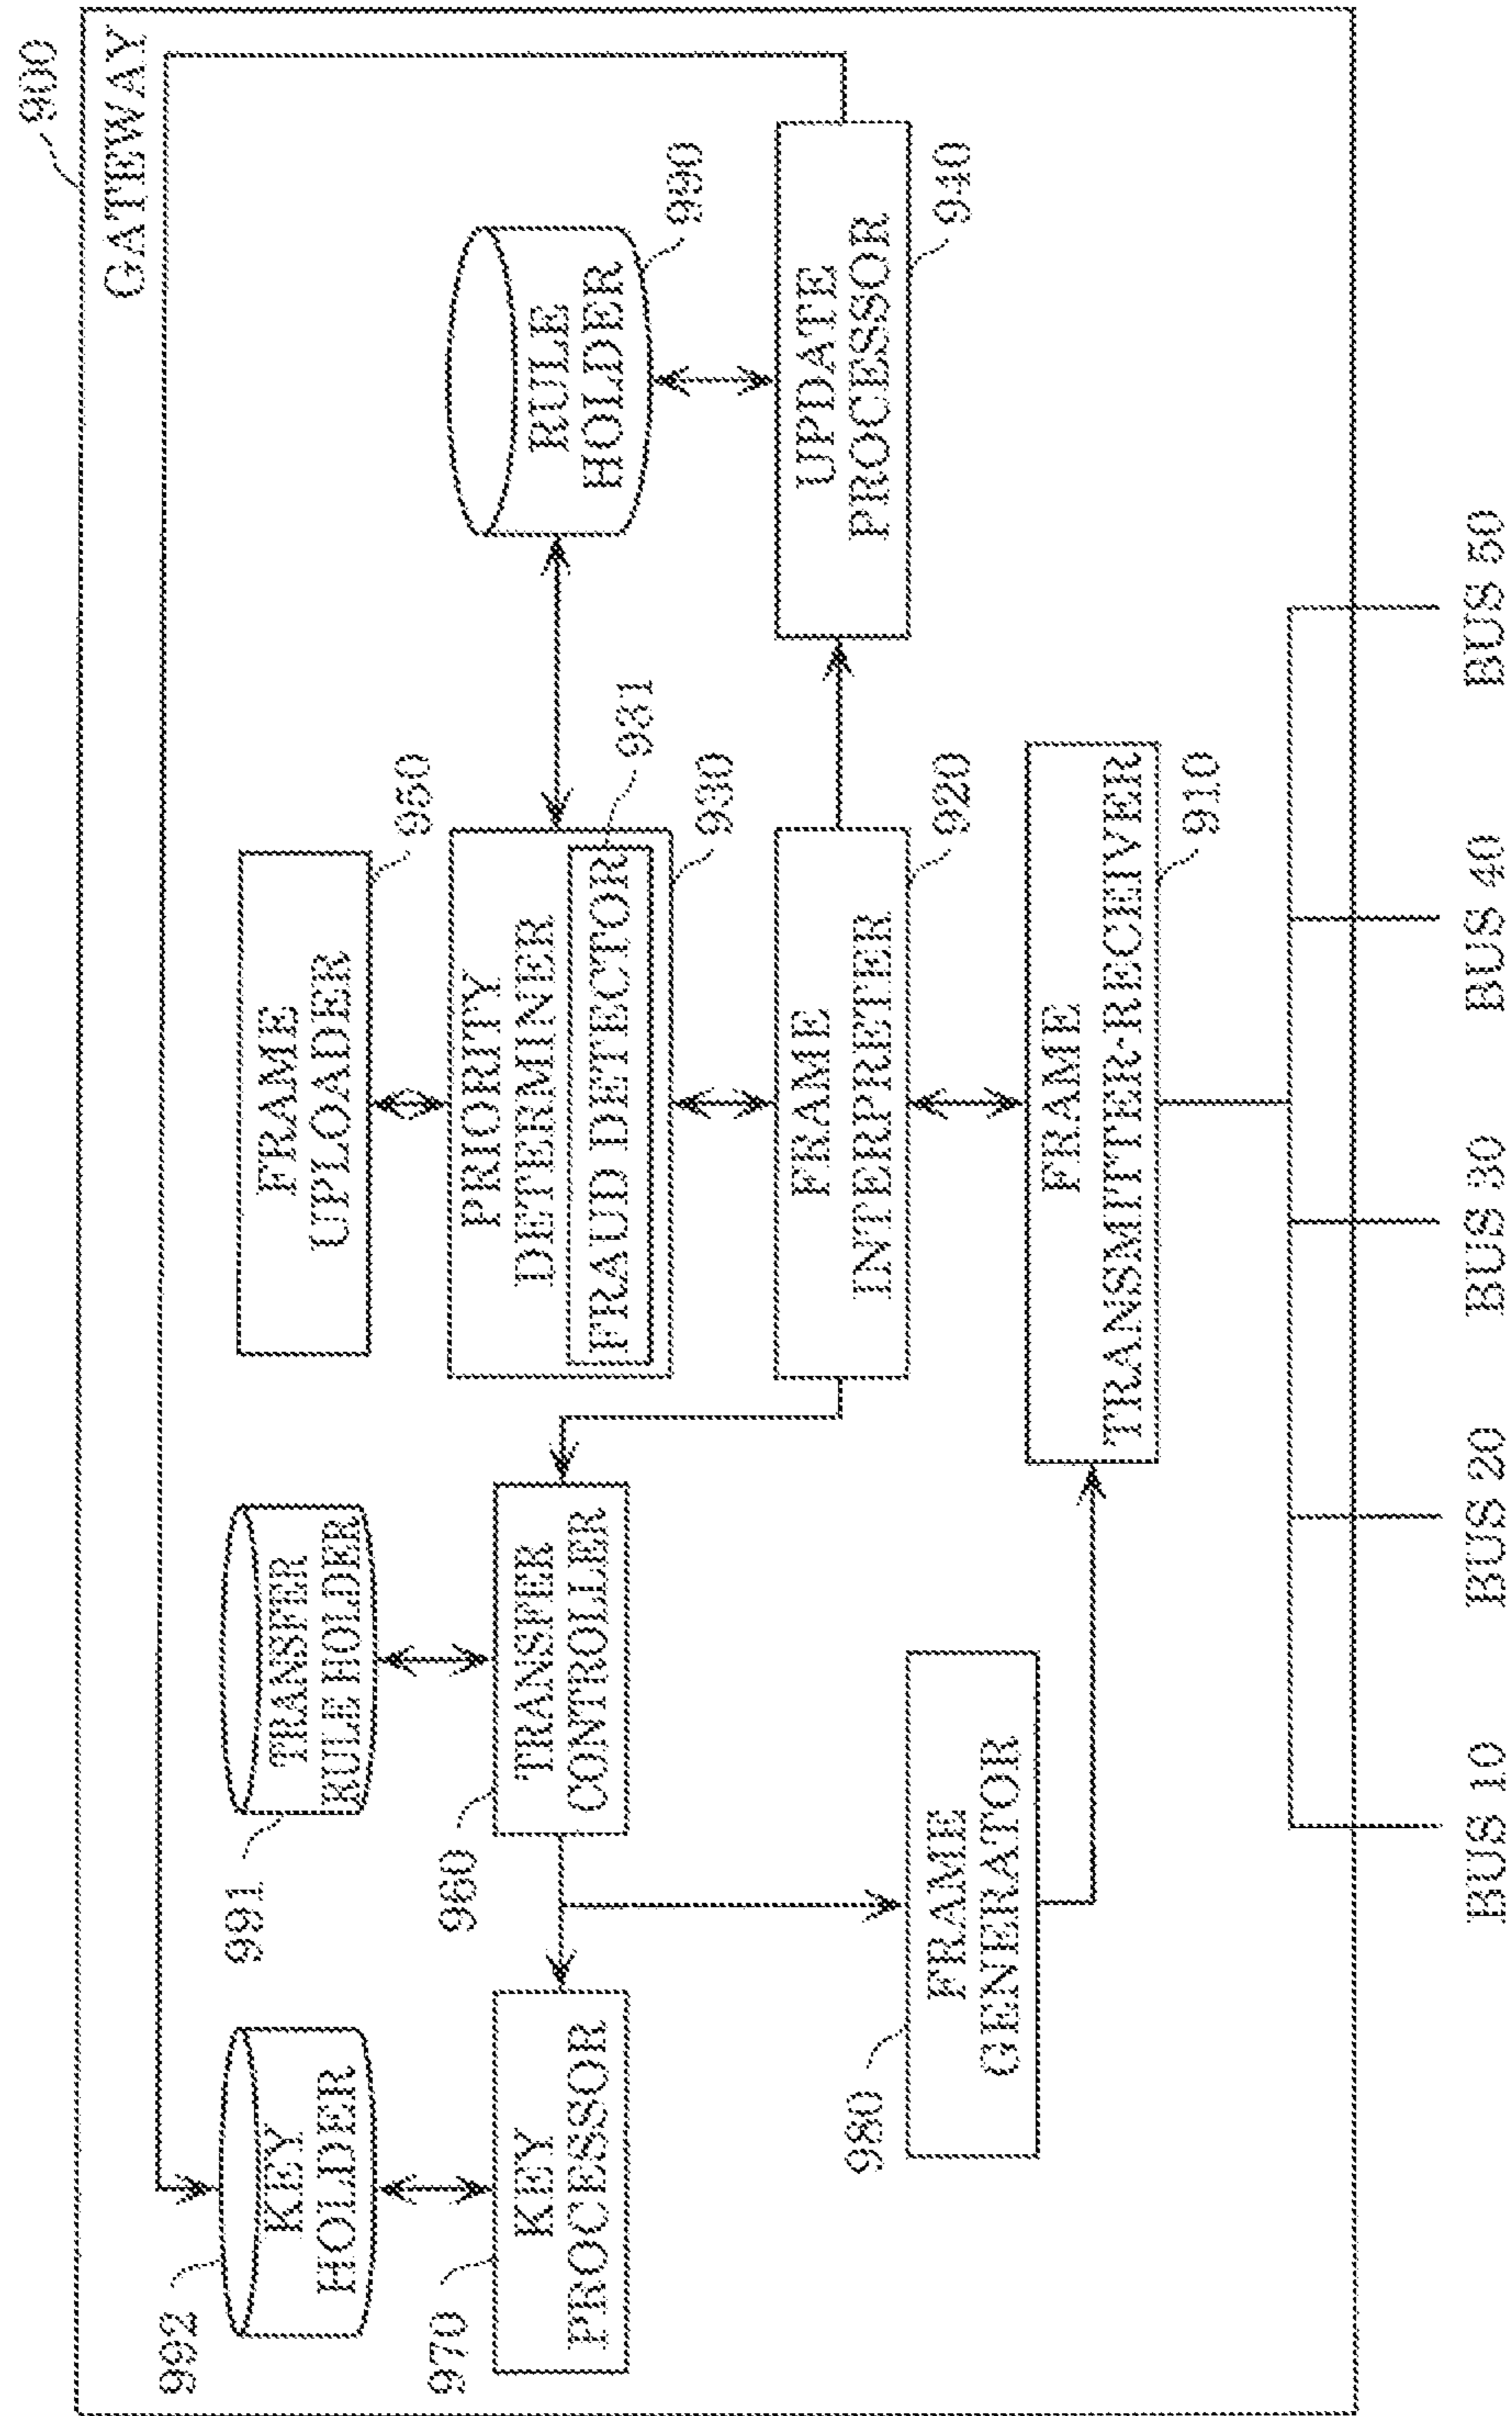 900
GATEWAY
992
KEY
HOLDER
991
TRANSFER
RULE HOLDER
FRAME
UPLOADER
950
970
KEY
PROCESSOR
960
TRANSFER
CONTROLLER
PRIORITY
DETERMINER
FRAUD DETECTOR
931
930
RULE
HOLDER
990
980
FRAME
GENERATOR
FRAME
INTERPRETER
920
UPDATE
PROCESSOR
940
FRAME
TRANSMITTER-RECEIVER
910
BUS 10
BUS 20
BUS 30
BUS 40
BUS 50